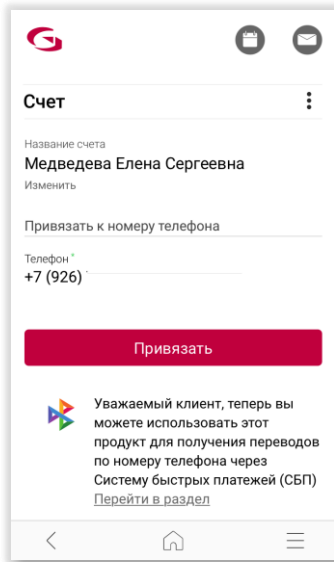 Счет
Название счета
Медведева Елена Сергеевна
Изменить
Привязать к номеру телефона
Телефон *
+7 (926)
Привязать
Уважаемый клиент, теперь вы
можете использовать этот
продукт для получения переводов
по номеру телефона через
Систему быстрых платежей (СБП)
Перейти в раздел